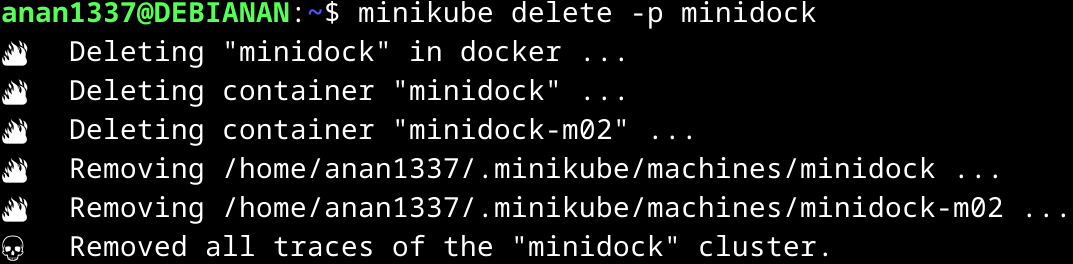 anan1337@DEBIANAN:~$ minikube delete -p minidock
🔥 Deleting "minidock" in docker ...
🔥 Deleting container "minidock" ...
🔥 Deleting container "minidock-m02" ...
🔥 Removing /home/anan1337/.minikube/machines/minidock ...
🔥 Removing /home/anan1337/.minikube/machines/minidock-m02 ...
💀 Removed all traces of the "minidock" cluster.